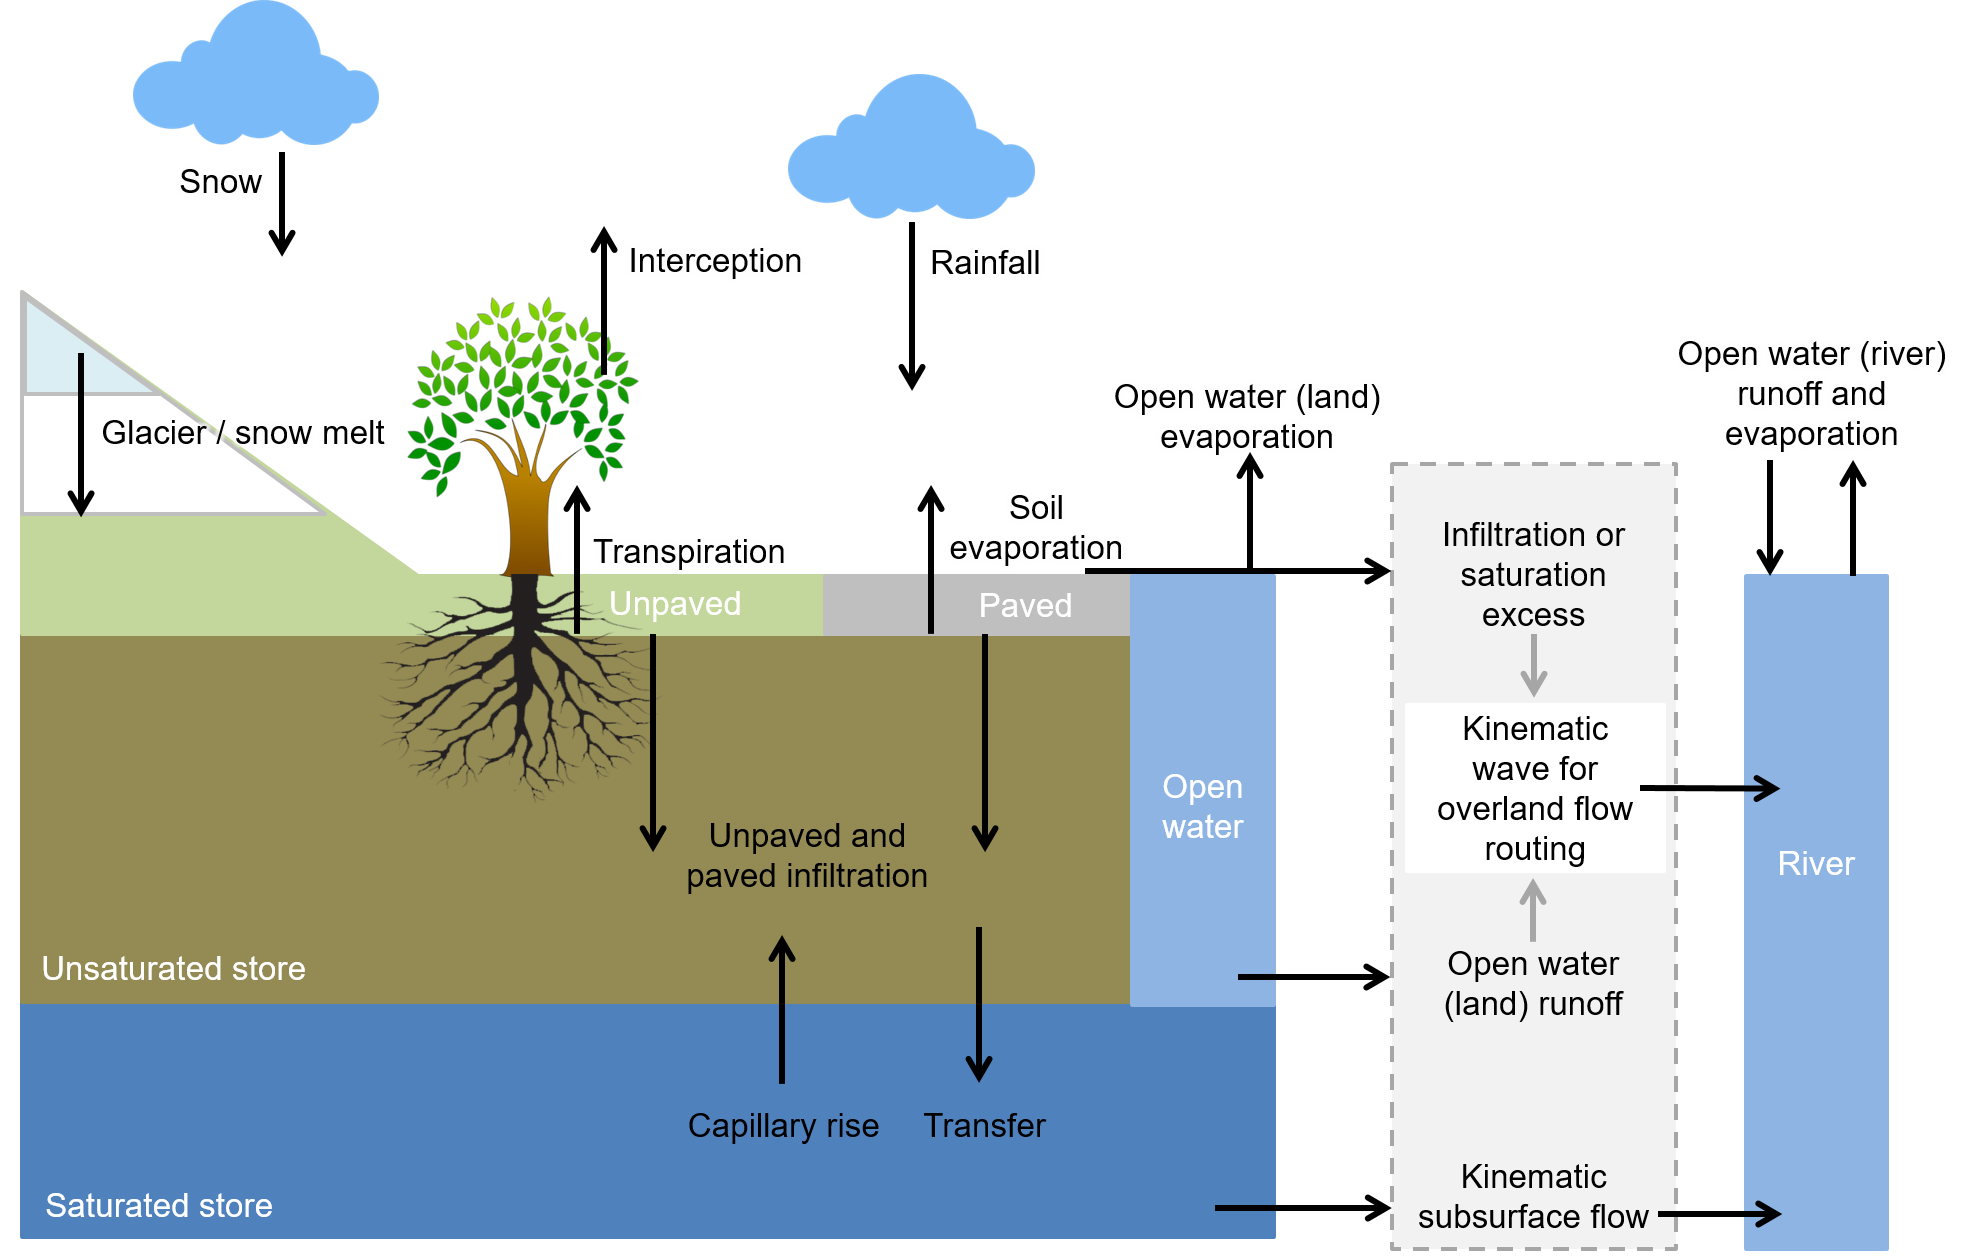 Snow
Interception
Rainfall
Glacier / snow melt
Open water (land)
evaporation
Open water (river)
runoff and
evaporation
Soil
evaporation
Transpiration
Unpaved
Paved
Infiltration or
saturation
excess
Kinematic
wave for
overland flow
routing
Open
water
River
Unpaved and
paved infiltration
Unsaturated store
Open water
(land) runoff
Capillary rise
Transfer
Saturated store
Kinematic
subsurface flow